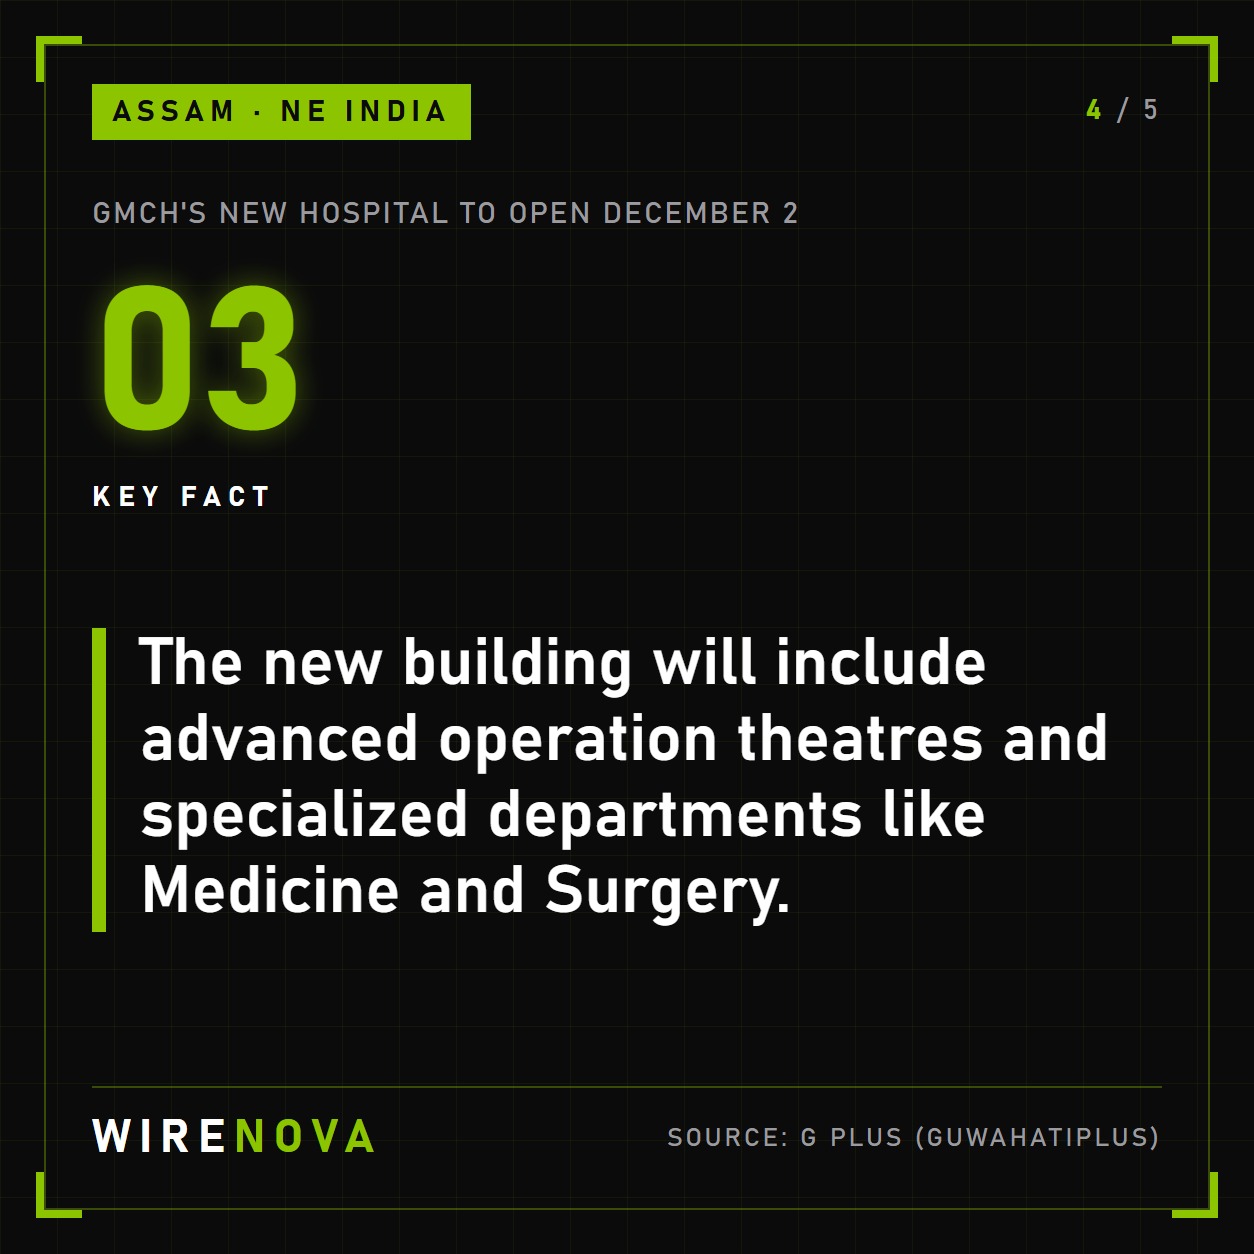 ASSAM · NE INDIA
4 / 5
GMCH'S NEW HOSPITAL TO OPEN DECEMBER 2
03
KEY FACT
The new building will include
advanced operation theatres and
specialized departments like
Medicine and Surgery.
WIRENOVA
SOURCE: G PLUS (GUWAHATIPLUS)